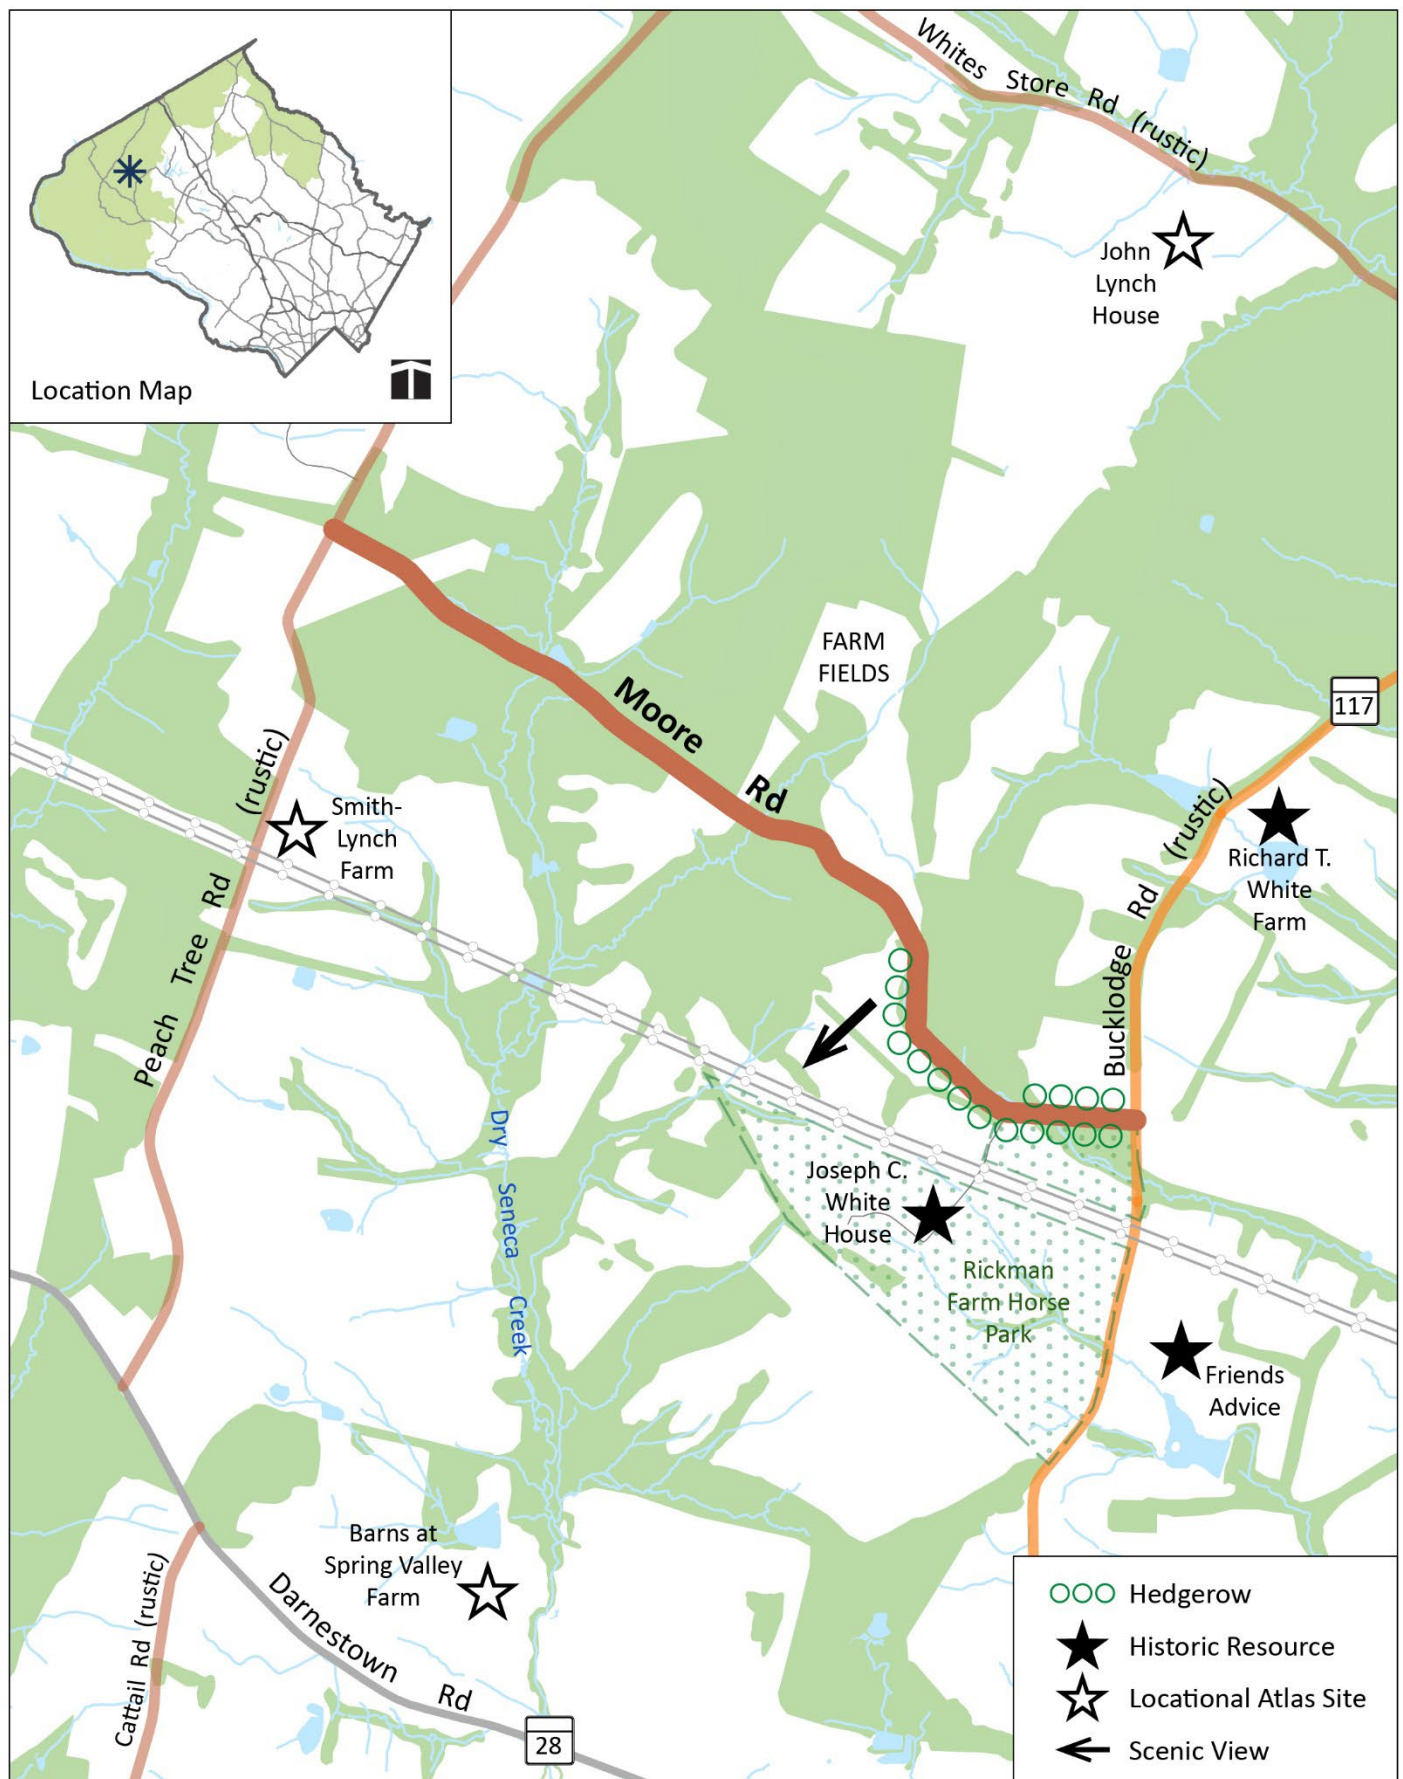 Location Map
Whites Store Rd (rustic)
John
Lynch
House
FARM
FIELDS
Moore Rd
117
(rustic)
Smith-
Lynch
Farm
Peach Tree Rd
Bucklodge Rd
(rustic)
Richard T.
White
Farm
Dry Seneca Creek
Joseph C.
White
House
Rickman
Farm Horse
Park
Friends
Advice
Barns at
Spring Valley
Farm
Cattail Rd (rustic)
Darnestown Rd
28
Hedgerow
Historic Resource
Locational Atlas Site
Scenic View